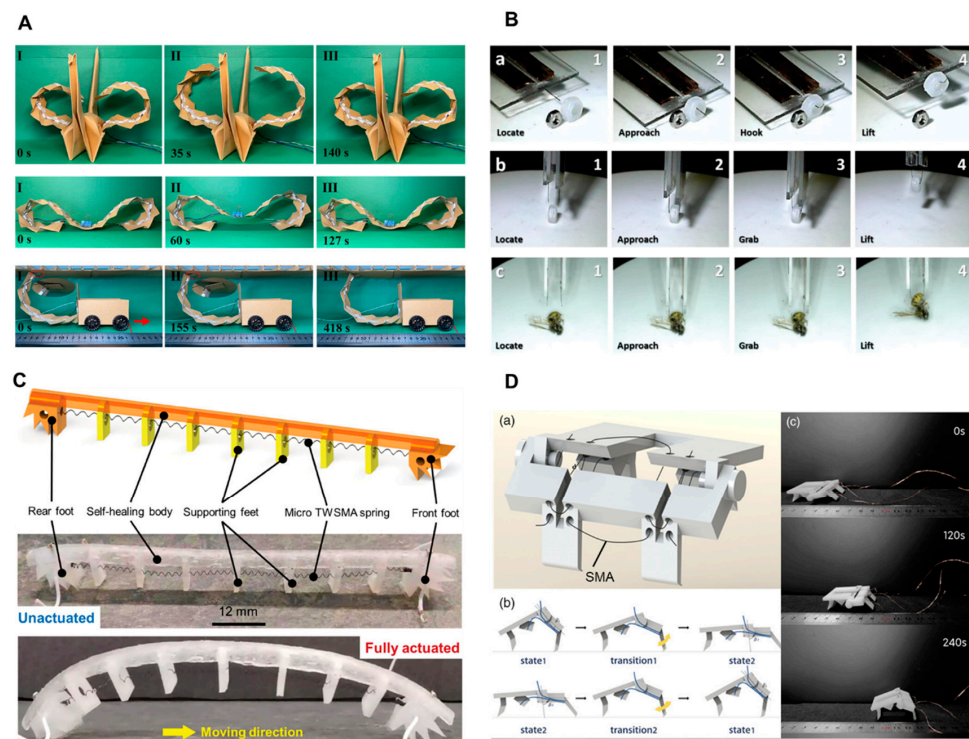 A
I
II
III
0 s
35 s
140 s
I
II
III
0 s
60 s
127 s
I
II
III
0 s
155 s
418 s
B
a
1
2
3
4
Locate
Approach
Hook
Lift
b
1
2
3
4
Locate
Approach
Grab
Lift
c
1
2
3
4
Locate
Approach
Grab
Lift
C
Rear foot
Self-healing body
Supporting feet
Micro TWSMA spring
Front foot
Unactuated
12 mm
Fully actuated
Moving direction
D
(a)
SMA
(b)
state1
transition1
state2
state2
transition2
state1
(c)
0s
120s
240s